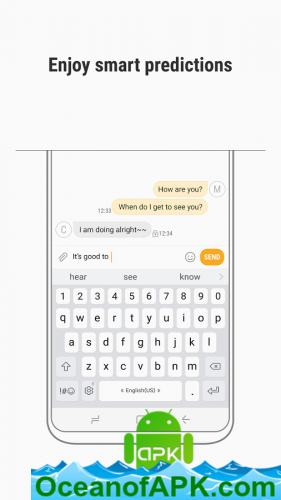 Enjoy smart predictions
How are you?
M
12:33
When do I get to see you?
C
I am doing alright~~
12:34
It's good to
SEND
hear see know
1 2 3 4 5 6 7 8 9 0
q w e r t y u i o p
a s d f g h j k l
z x c v b n m
!#☺ < English(US) > .
apk
OceanofAPK.com